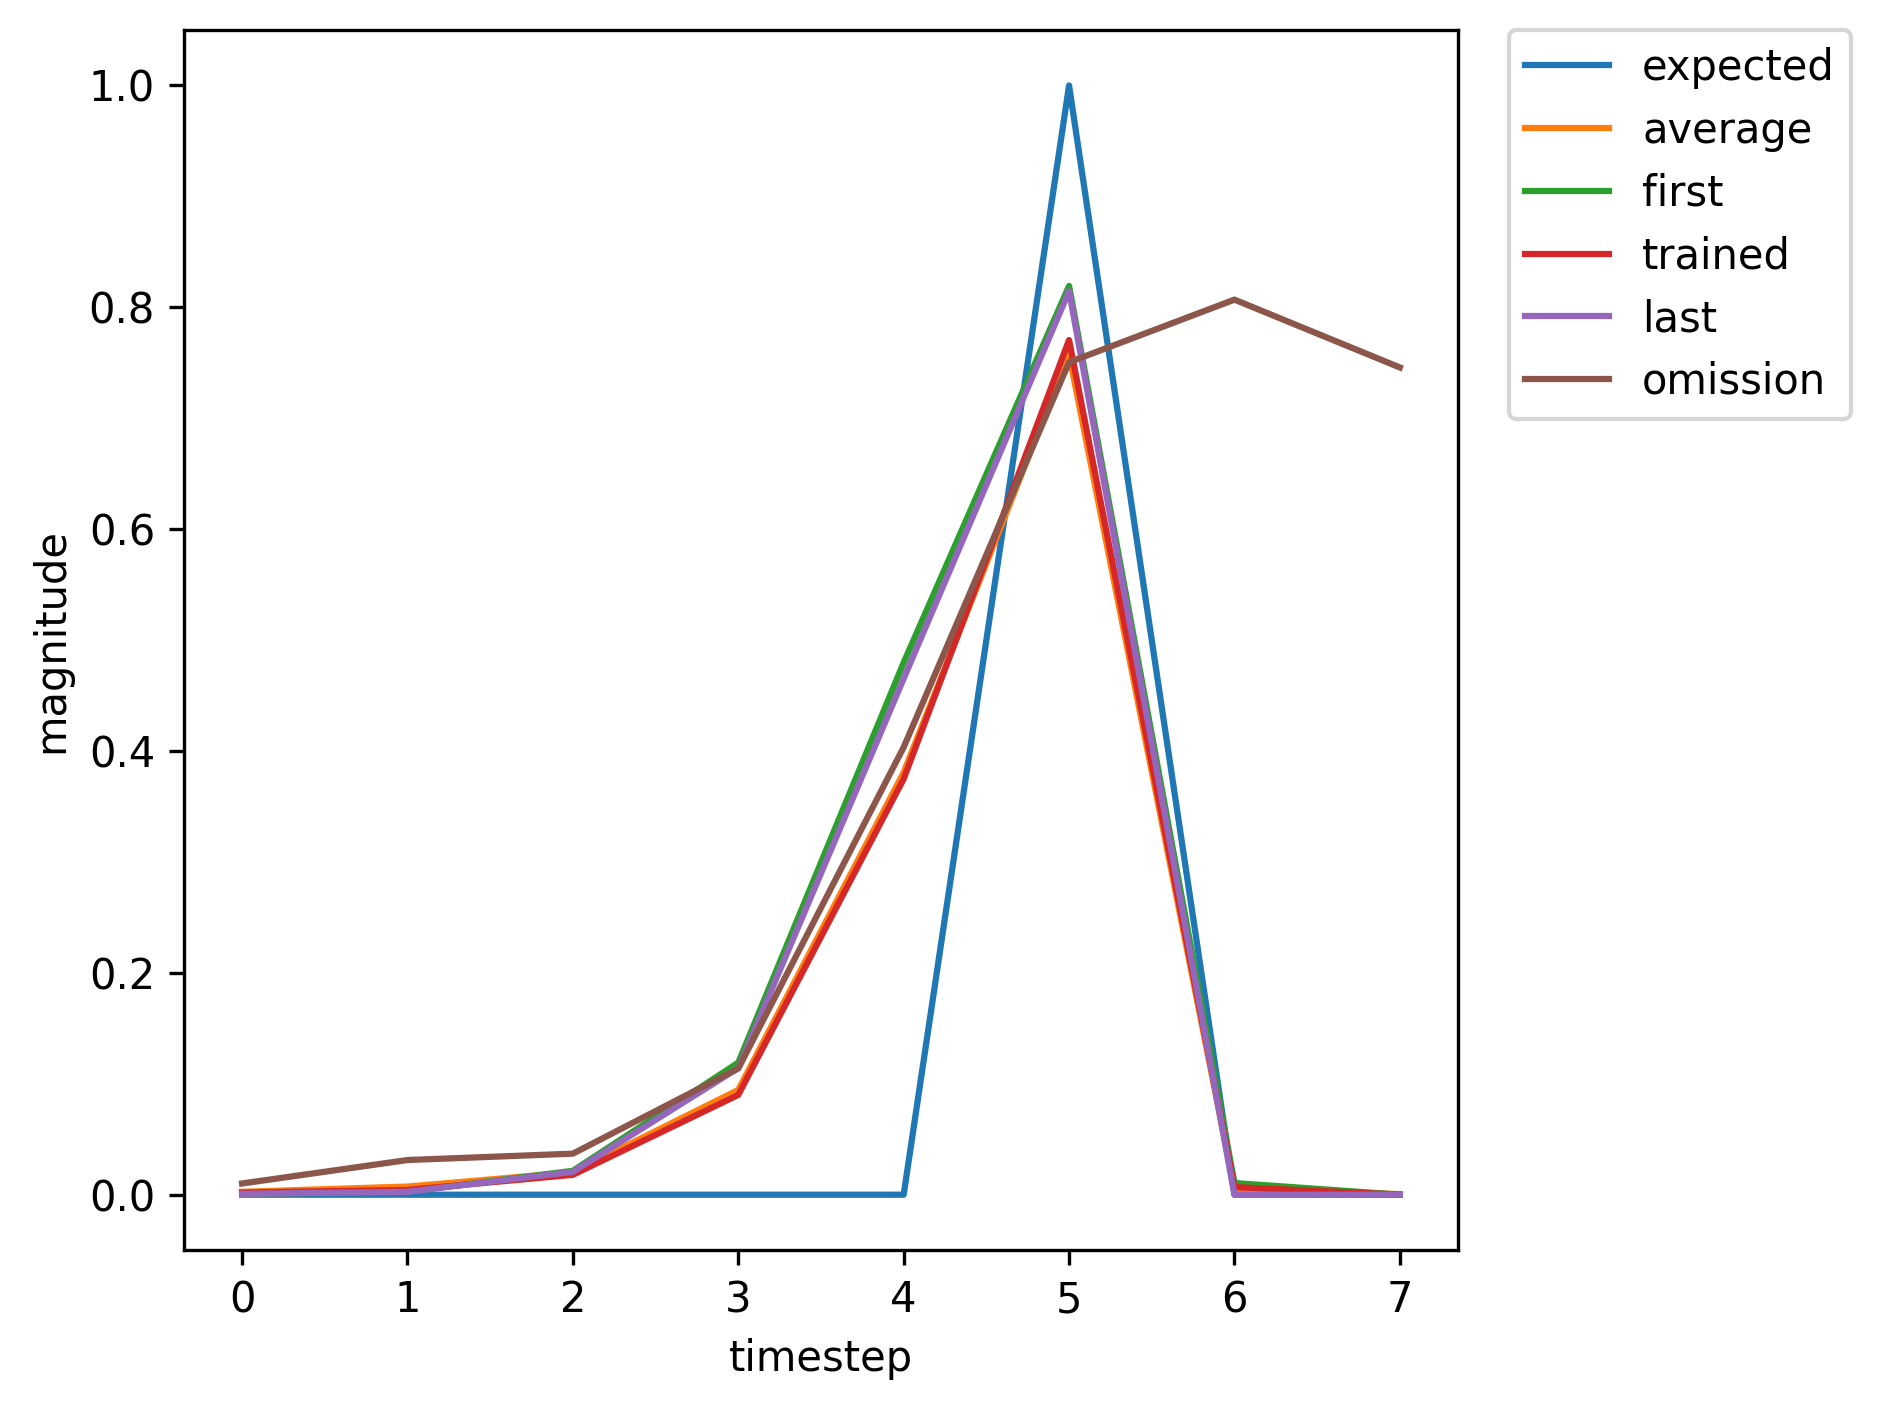 magnitude
1.0
0.8
0.6
0.4
0.2
0.0
0 1 2 3 4 5 6 7
timestep
expected
average
first
trained
last
omission